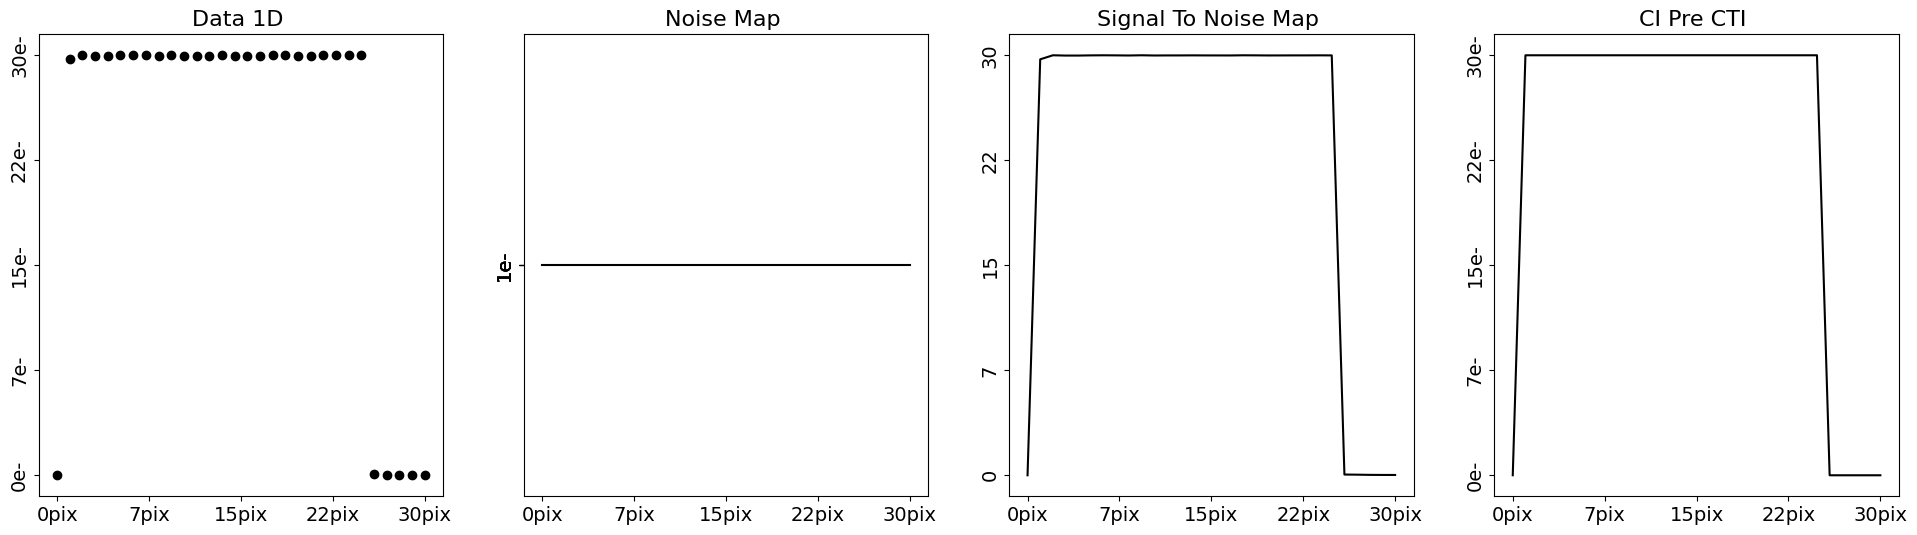 Data 1D
30e-
22e-
15e-
7e-
0e-
0pix 7pix 15pix 22pix 30pix
Noise Map
1e-
0pix 7pix 15pix 22pix 30pix
Signal To Noise Map
30
22
15
7
0
0pix 7pix 15pix 22pix 30pix
CI Pre CTI
30e-
22e-
15e-
7e-
0e-
0pix 7pix 15pix 22pix 30pix